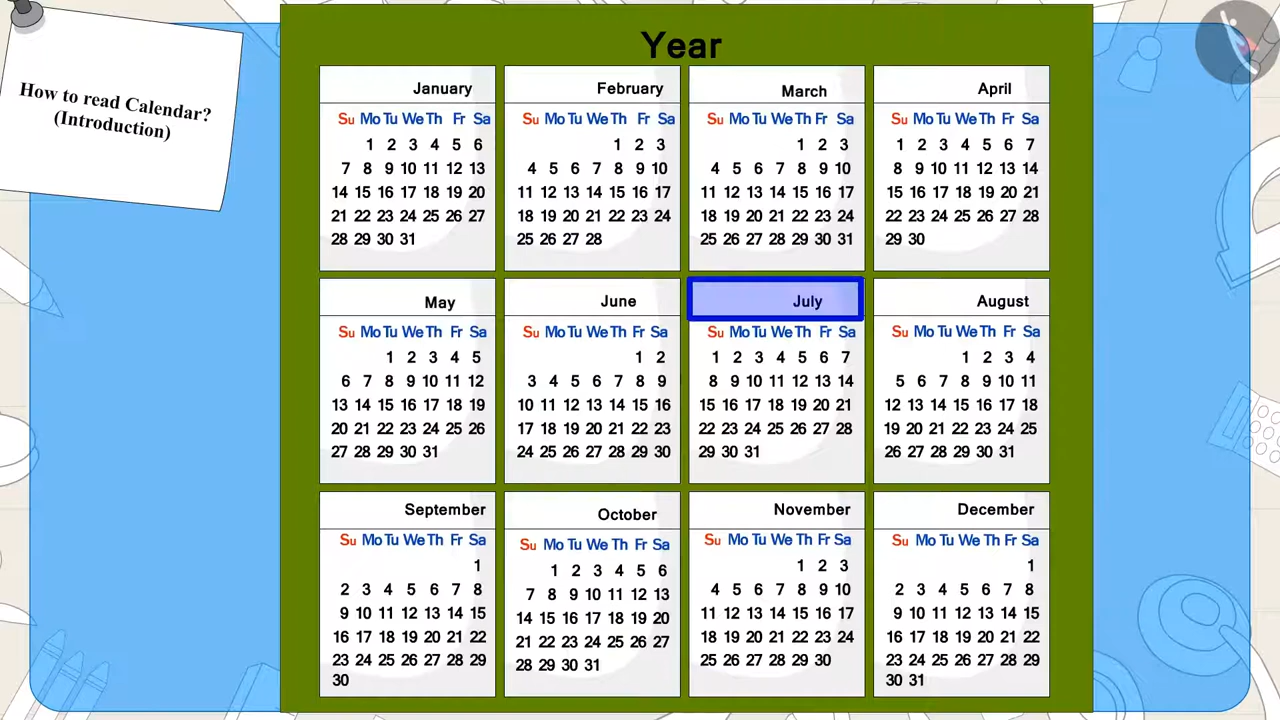 How to read Calendar?
(Introduction)
Year
January
Su Mo Tu We Th Fr Sa
1 2 3 4 5 6
7 8 9 10 11 12 13
14 15 16 17 18 19 20
21 22 23 24 25 26 27
28 29 30 31
February
Su Mo Tu We Th Fr Sa
1 2 3
4 5 6 7 8 9 10
11 12 13 14 15 16 17
18 19 20 21 22 23 24
25 26 27 28
March
Su Mo Tu We Th Fr Sa
1 2 3
4 5 6 7 8 9 10
11 12 13 14 15 16 17
18 19 20 21 22 23 24
25 26 27 28 29 30 31
April
Su Mo Tu We Th Fr Sa
1 2 3 4 5 6 7
8 9 10 11 12 13 14
15 16 17 18 19 20 21
22 23 24 25 26 27 28
29 30
May
Su Mo Tu We Th Fr Sa
1 2 3 4 5
6 7 8 9 10 11 12
13 14 15 16 17 18 19
20 21 22 23 24 25 26
27 28 29 30 31
June
Su Mo Tu We Th Fr Sa
1 2
3 4 5 6 7 8 9
10 11 12 13 14 15 16
17 18 19 20 21 22 23
24 25 26 27 28 29 30
July
Su Mo Tu We Th Fr Sa
1 2 3 4 5 6 7
8 9 10 11 12 13 14
15 16 17 18 19 20 21
22 23 24 25 26 27 28
29 30 31
August
Su Mo Tu We Th Fr Sa
1 2 3 4
5 6 7 8 9 10 11
12 13 14 15 16 17 18
19 20 21 22 23 24 25
26 27 28 29 30 31
September
Su Mo Tu We Th Fr Sa
1
2 3 4 5 6 7 8
9 10 11 12 13 14 15
16 17 18 19 20 21 22
23 24 25 26 27 28 29
30
October
Su Mo Tu We Th Fr Sa
1 2 3 4 5 6
7 8 9 10 11 12 13
14 15 16 17 18 19 20
21 22 23 24 25 26 27
28 29 30 31
November
Su Mo Tu We Th Fr Sa
1 2 3
4 5 6 7 8 9 10
11 12 13 14 15 16 17
18 19 20 21 22 23 24
25 26 27 28 29 30
December
Su Mo Tu We Th Fr Sa
1
2 3 4 5 6 7 8
9 10 11 12 13 14 15
16 17 18 19 20 21 22
23 24 25 26 27 28 29
30 31